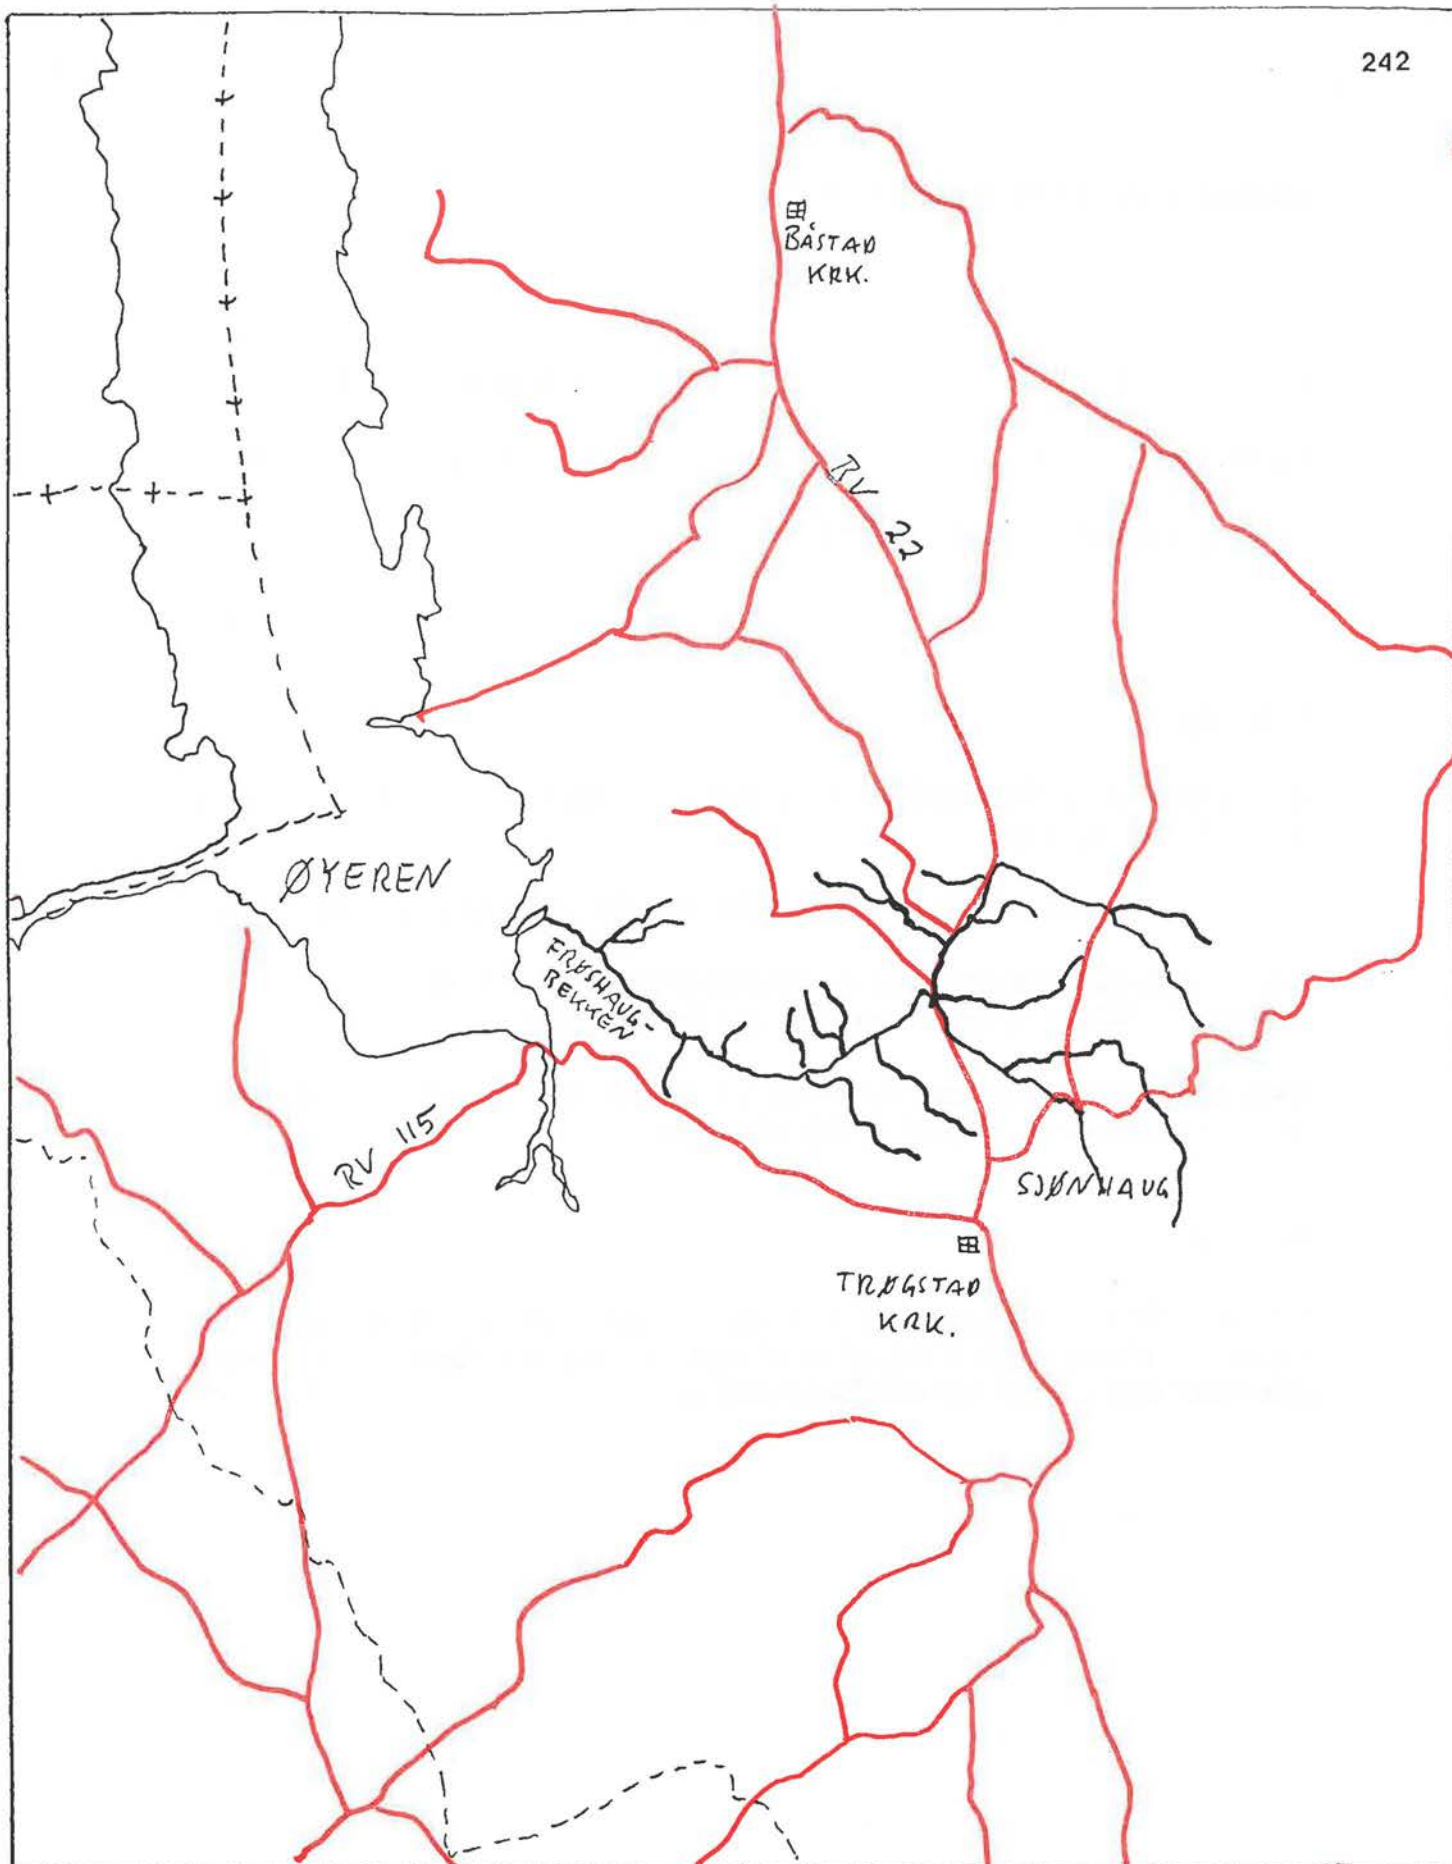 242
BÅSTAD
KRK.
RV 22
ØYEREN
FRØSHAUG-
BEKKEN
RV 115
SJØNHAUG
TRØGSTAD
KRK.